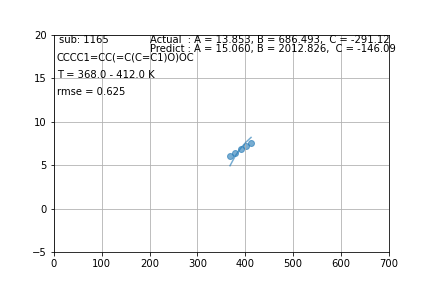 sub: 1165
Actual : A = 13.853, B = 686.493, C = -291.12
Predict : A = 15.060, B = 2012.826, C = -146.09
CCCC1=CC(=C(C=C1)O)OC
T = 368.0 - 412.0 K
rmse = 0.625
20
15
10
5
0
−5
0 100 200 300 400 500 600 700